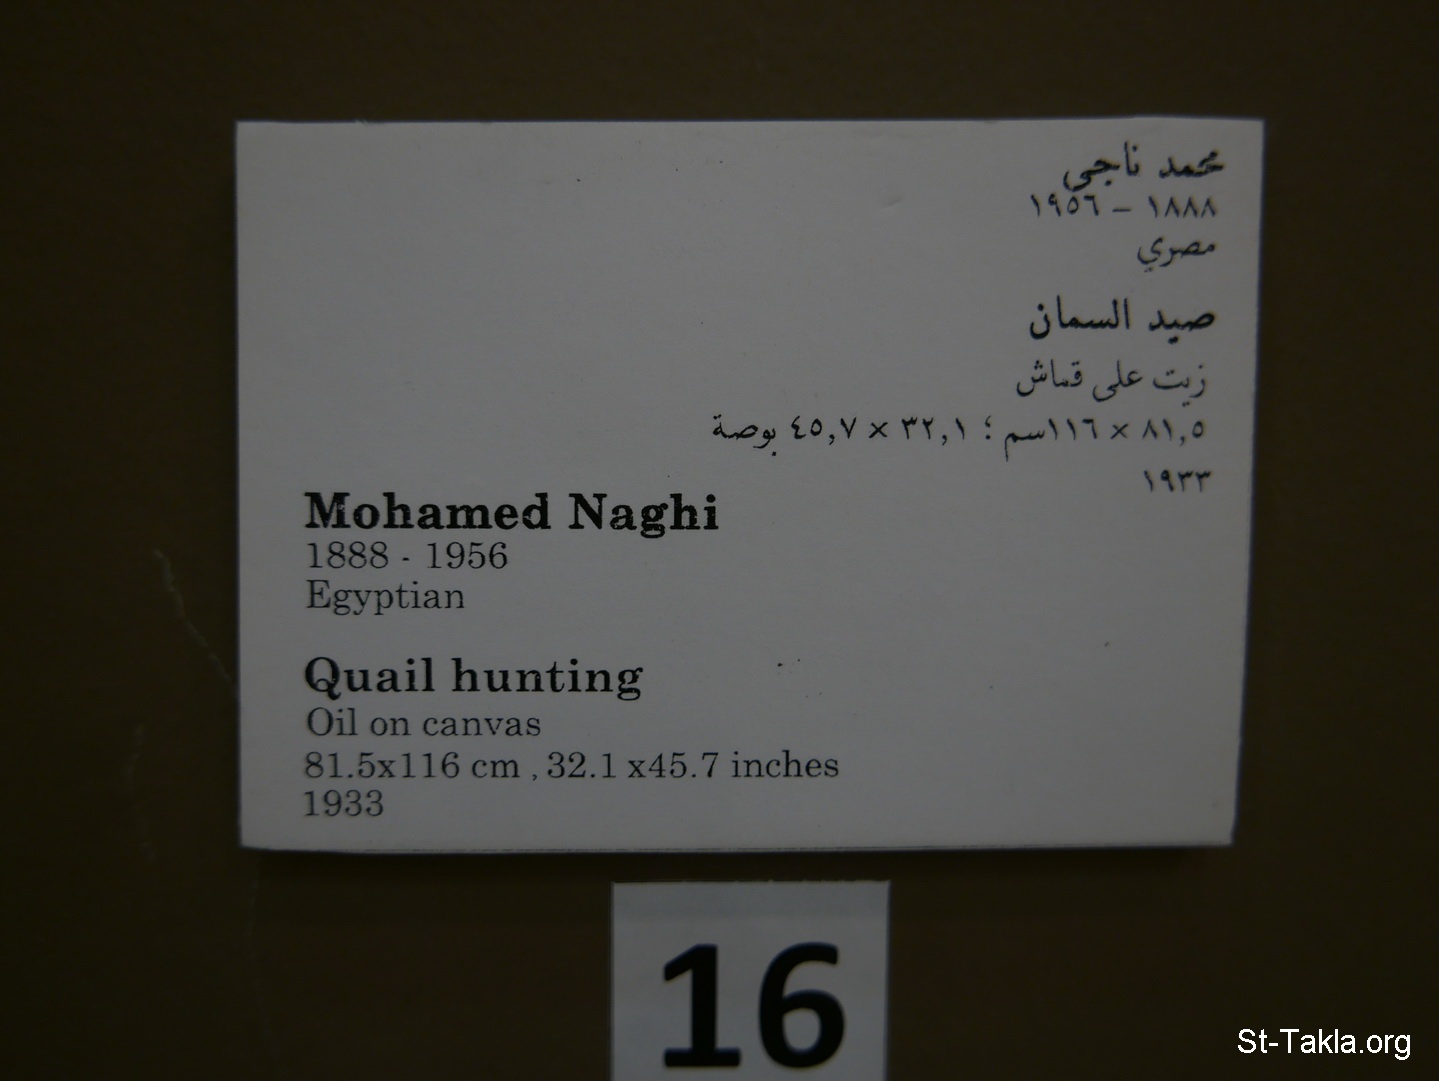 محمد ناجى
١٨٨٨ – ١٩٥٦
مصري
صيد السمان
زيت على قماش
٨١,٥ × ١١٦سم ؛ ٣٢,١ × ٤٥,٧ بوصة
١٩٣٣
Mohamed Naghi
1888 - 1956
Egyptian
Quail hunting
Oil on canvas
81.5x116 cm , 32.1 x45.7 inches
1933
16
St-Takla.org